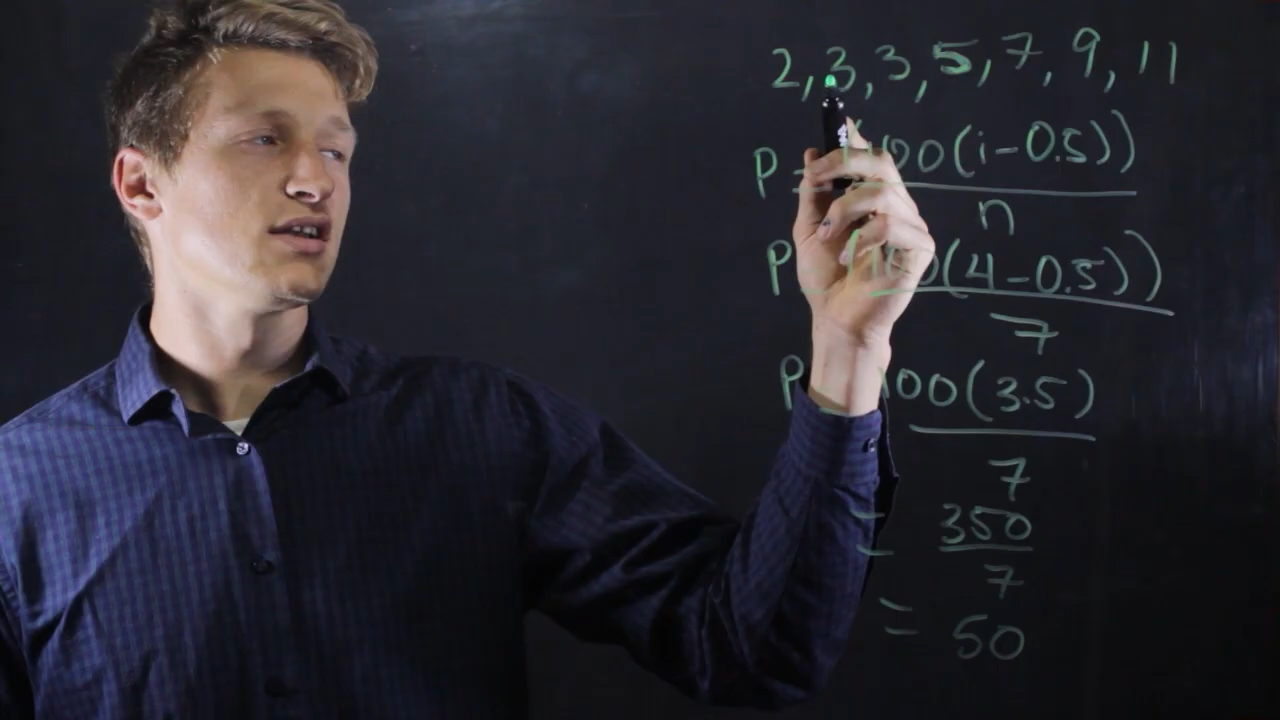 2, 3, 3, 5, 7, 9, 11
P = (100(i-0.5))
n
P (100(4-0.5))
7
P 100(3.5)
7
= 350
7
= 50